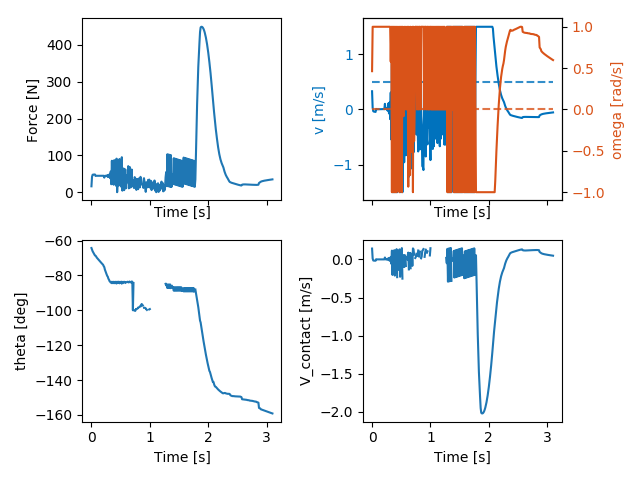 Force [N]
400
300
200
100
0
Time [s]
v [m/s]
1
0
−1
omega [rad/s]
1.0
0.5
0.0
−0.5
−1.0
Time [s]
theta [deg]
−60
−80
−100
−120
−140
−160
0 1 2 3
Time [s]
V_contact [m/s]
0.0
−0.5
−1.0
−1.5
−2.0
0 1 2 3
Time [s]